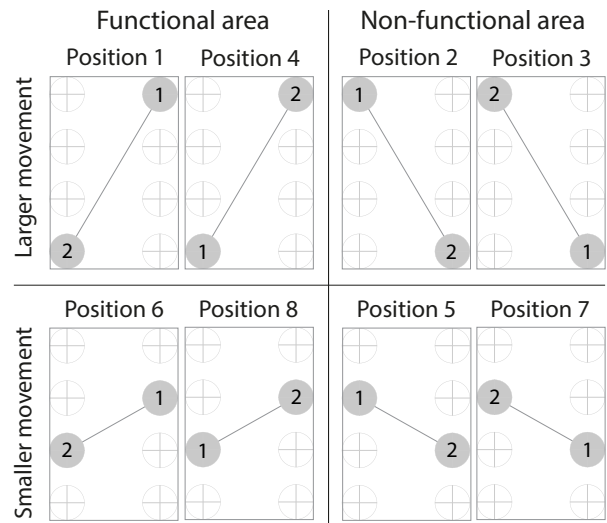 Functional area
Non-functional area
Position 1
Position 4
Position 2
Position 3
Larger movement
1
2
1
2
2
1
2
1
Position 6
Position 8
Position 5
Position 7
Smaller movement
1
2
1
2
2
1
2
1